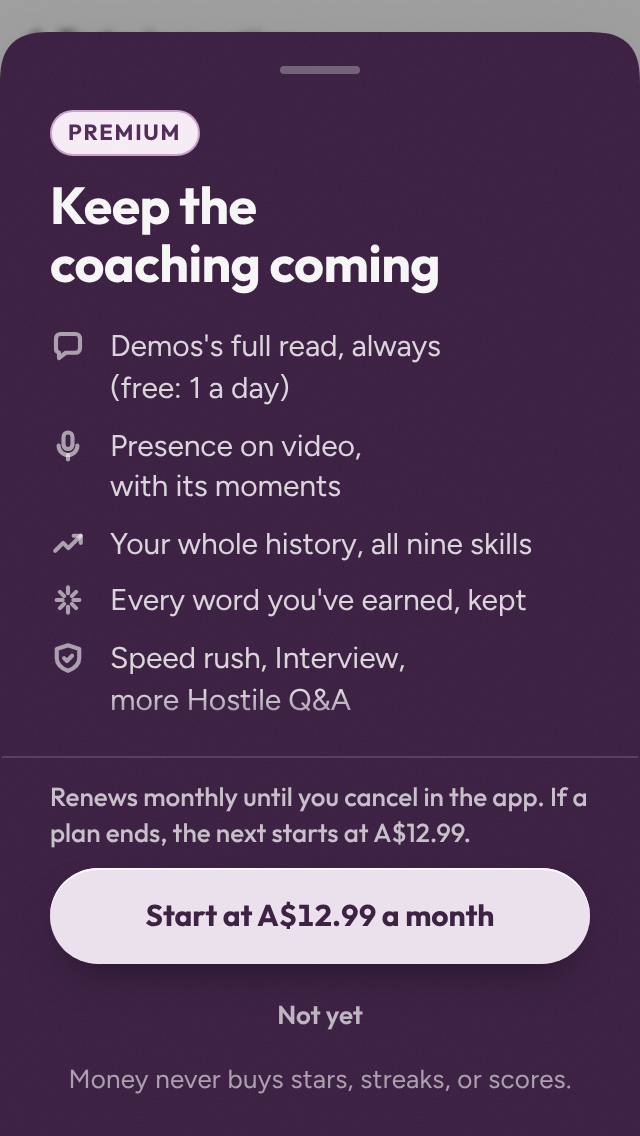 PREMIUM
Keep the
coaching coming
Demos's full read, always
(free: 1 a day)
Presence on video,
with its moments
Your whole history, all nine skills
Every word you've earned, kept
Speed rush, Interview,
more Hostile Q&A
Renews monthly until you cancel in the app. If a
plan ends, the next starts at A$12.99.
Start at A$12.99 a month
Not yet
Money never buys stars, streaks, or scores.